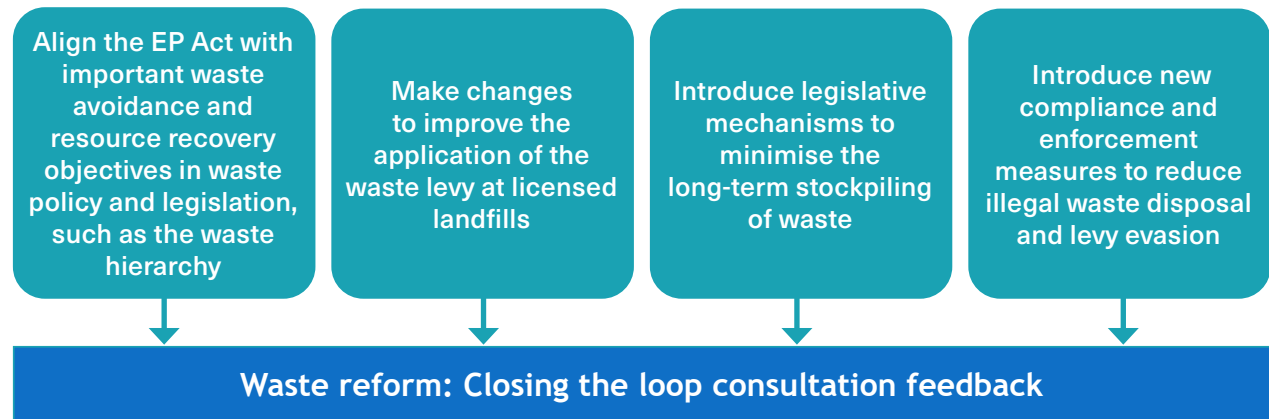 Align the EP Act with
important waste
avoidance and
resource recovery
objectives in waste
policy and legislation,
such as the waste
hierarchy
Make changes
to improve the
application of the
waste levy at licensed
landfills
Introduce legislative
mechanisms to
minimise the
long-term stockpiling
of waste
Introduce new
compliance and
enforcement
measures to reduce
illegal waste disposal
and levy evasion
Waste reform: Closing the loop consultation feedback